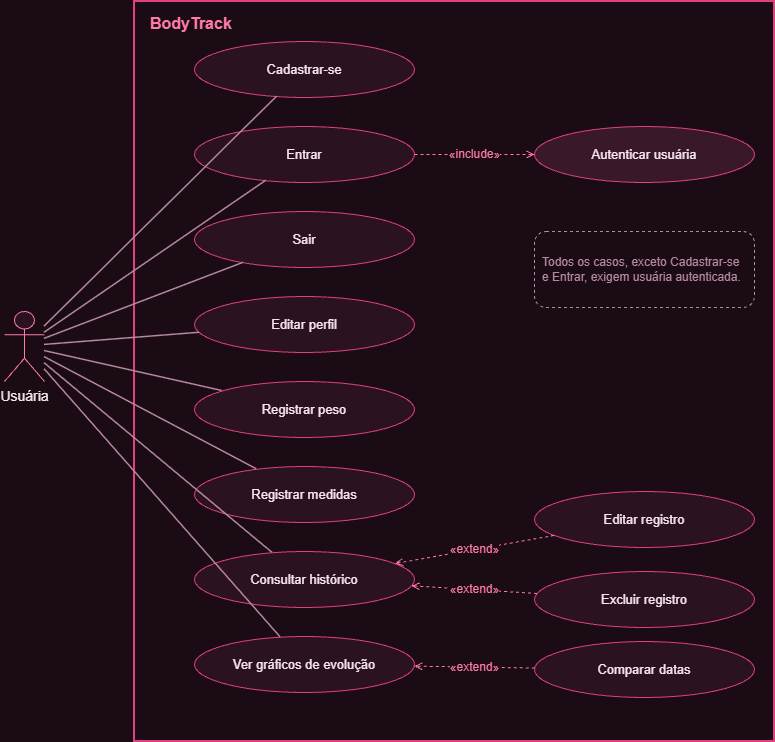 BodyTrack
Cadastrar-se
Entrar
«include»
Autenticar usuária
Sair
Todos os casos, exceto Cadastrar-se
e Entrar, exigem usuária autenticada.
Editar perfil
Usuária
Registrar peso
Registrar medidas
Editar registro
«extend»
Consultar histórico
«extend»
Excluir registro
Ver gráficos de evolução
«extend»
Comparar datas